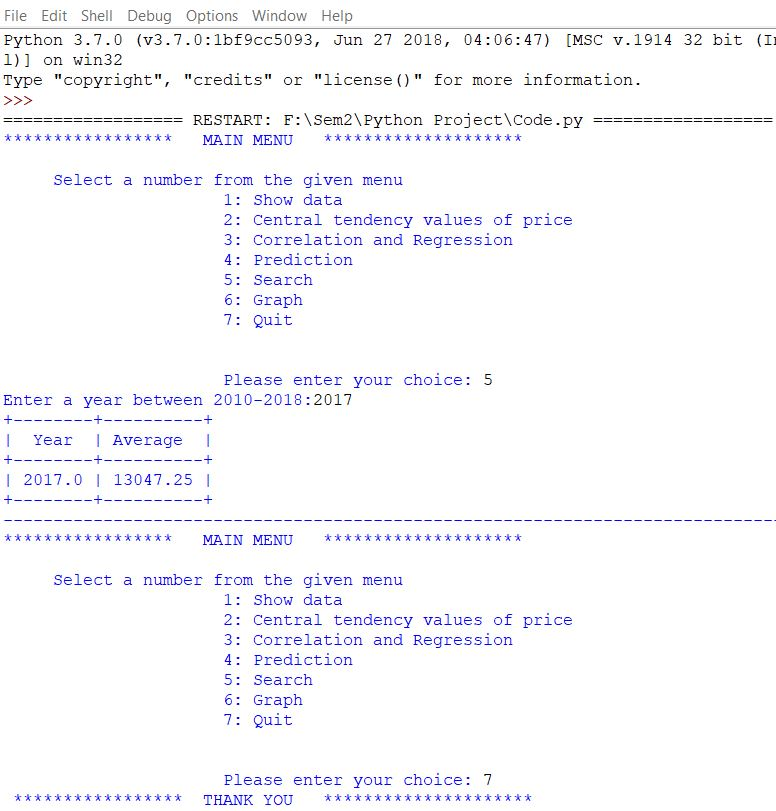 File Edit Shell Debug Options Window Help
Python 3.7.0 (v3.7.0:1bf9cc5093, Jun 27 2018, 04:06:47) [MSC v.1914 32 bit
l)] on win32
Type "copyright", "credits" or "license()" for more information.
>>>
================== RESTART: F:\Sem2\Python Project\Code.py ==================
*****************   MAIN MENU   ********************
Select a number from the given menu
1: Show data
2: Central tendency values of price
3: Correlation and Regression
4: Prediction
5: Search
6: Graph
7: Quit
Please enter your choice: 5
Enter a year between 2010-2018:2017
+--------+----------+
|  Year  | Average  |
+--------+----------+
| 2017.0 | 13047.25 |
+--------+----------+
------------------------------------------------------------------------------
*****************   MAIN MENU   ********************
Select a number from the given menu
1: Show data
2: Central tendency values of price
3: Correlation and Regression
4: Prediction
5: Search
6: Graph
7: Quit
Please enter your choice: 7
*****************  THANK YOU   *********************